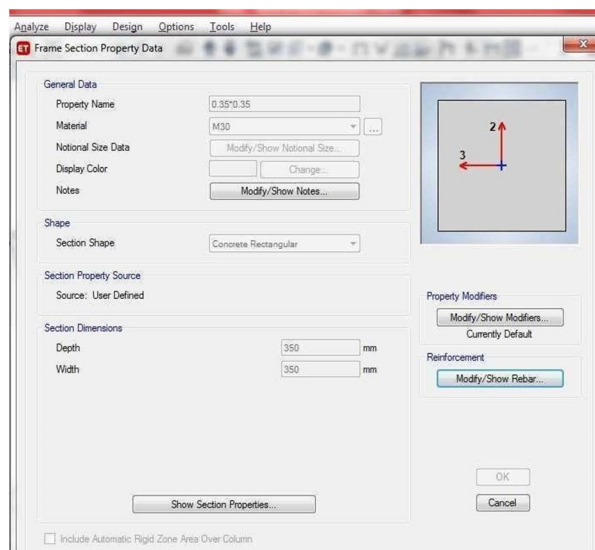 Analyze Display Design Options Tools Help
ET Frame Section Property Data
General Data
Property Name 0.35*0.35
Material M30 ...
Notional Size Data Modify/Show Notional Size...
Display Color Change...
Notes Modify/Show Notes...
2
3
Shape
Section Shape Concrete Rectangular
Section Property Source
Source: User Defined
Property Modifiers
Modify/Show Modifiers...
Currently Default
Section Dimensions
Depth 350 mm
Width 350 mm
Reinforcement
Modify/Show Rebar...
OK
Show Section Properties... Cancel
Include Automatic Rigid Zone Area Over Column